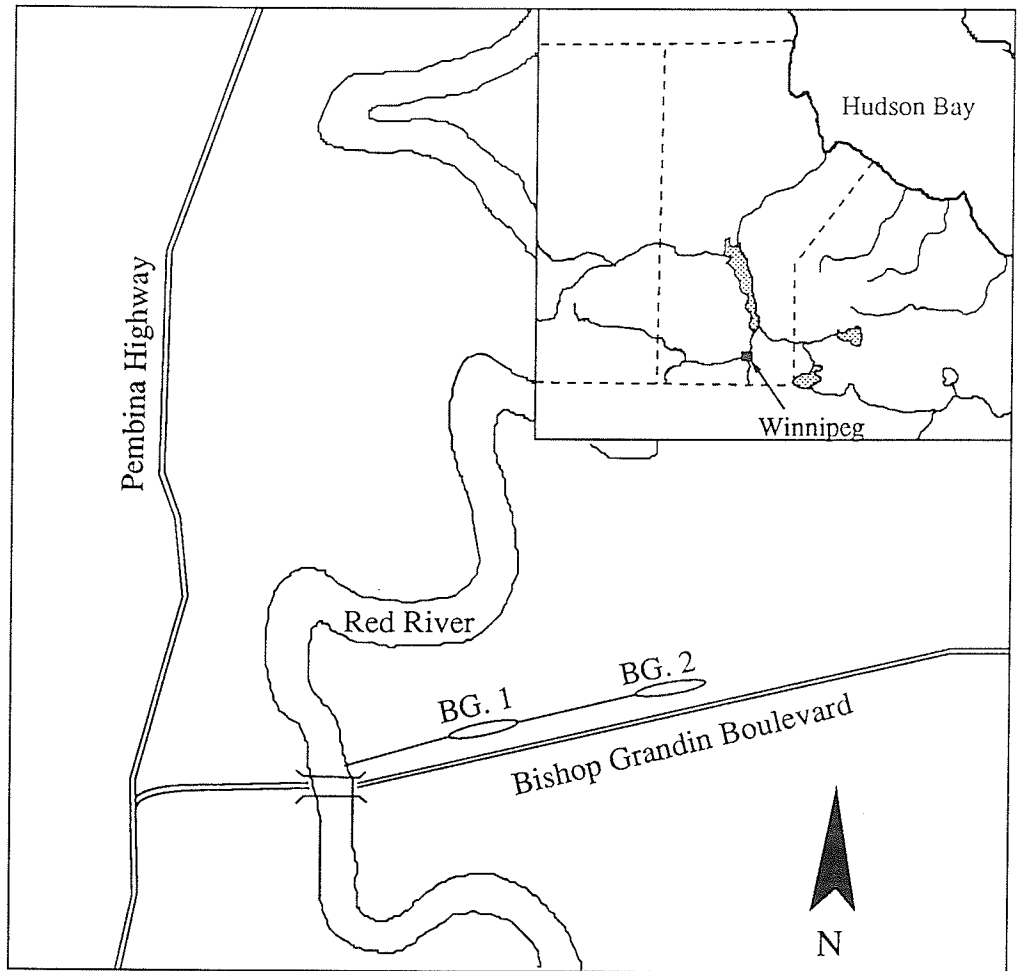 Hudson Bay
Winnipeg
Pembina Highway
Red River
BG. 1
BG. 2
Bishop Grandin Boulevard
N